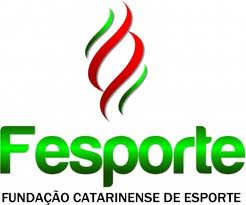 Fesporte
FUNDAÇÃO CATARINENSE DE ESPORTE